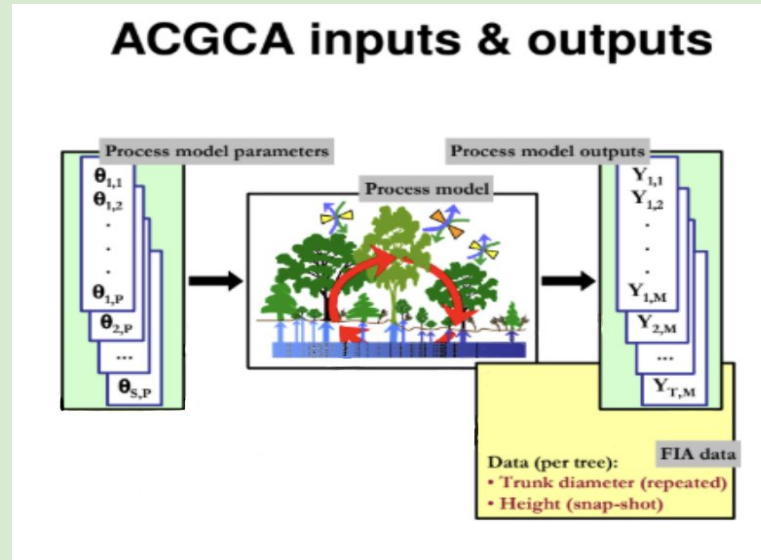 ACGCA inputs & outputs
Process model parameters
θ1,1
θ1,2
.
.
.
θ1,P
θ2,P
...
θS,P
Process model
Process model outputs
Y1,1
Y1,2
.
.
.
Y1,M
Y2,M
...
YT,M
FIA data
Data (per tree):
• Trunk diameter (repeated)
• Height (snap-shot)